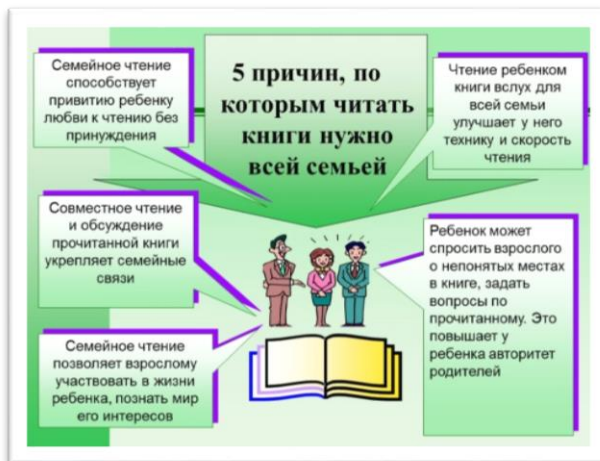 5 причин, по
которым читать
книги нужно
всей семьей
Семейное чтение
способствует
привитию ребенку
любви к чтению без
принуждения
Чтение ребенком
книги вслух для
всей семьи
улучшает у него
технику и скорость
чтения
Совместное чтение
и обсуждение
прочитанной книги
укрепляет семейные
связи
Ребенок может
спросить взрослого
о непонятых местах
в книге, задать
вопросы по
прочитанному. Это
повышает у
ребенка авторитет
родителей
Семейное чтение
позволяет взрослому
участвовать в жизни
ребенка, познать мир
его интересов